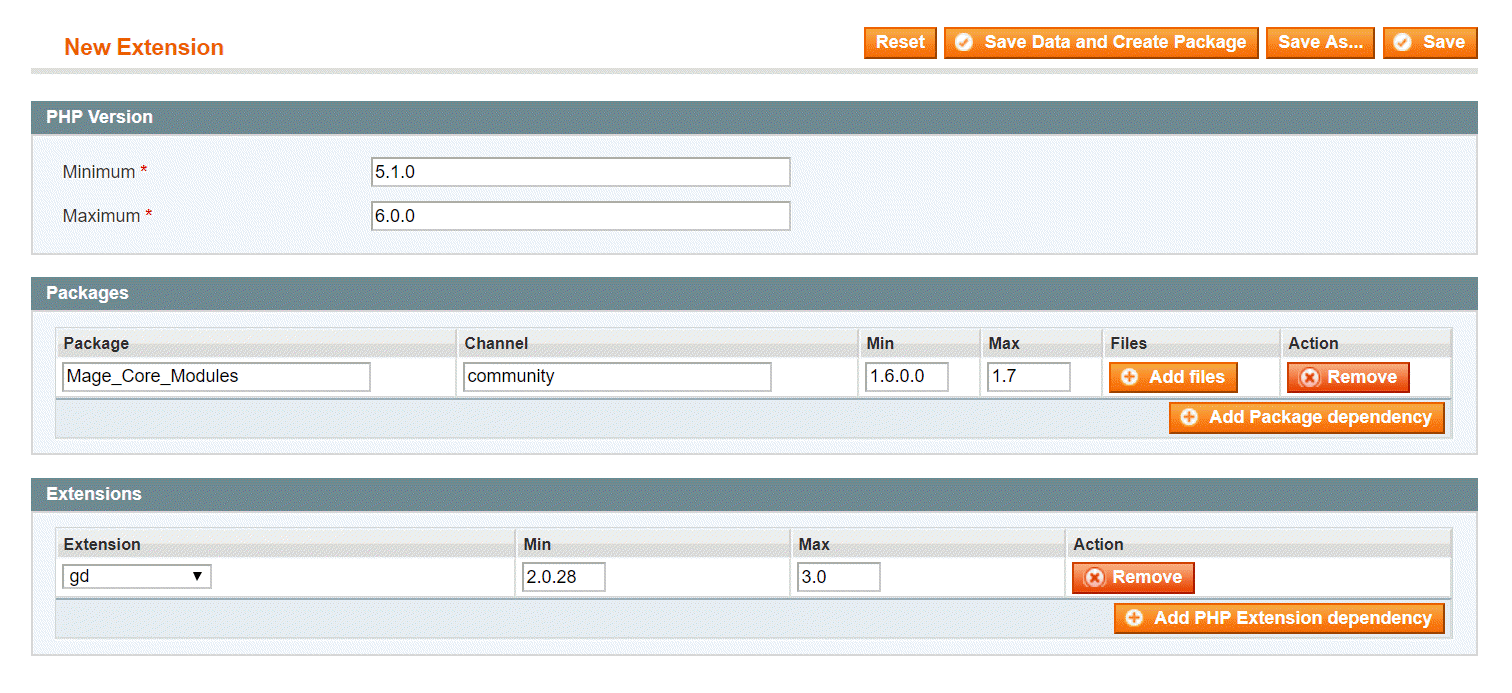 New Extension
Reset Save Data and Create Package Save As... Save
PHP Version
Minimum * 5.1.0
Maximum * 6.0.0
Packages
Package Channel Min Max Files Action
Mage_Core_Modules community 1.6.0.0 1.7 Add files Remove
Add Package dependency
Extensions
Extension Min Max Action
gd 2.0.28 3.0 Remove
Add PHP Extension dependency